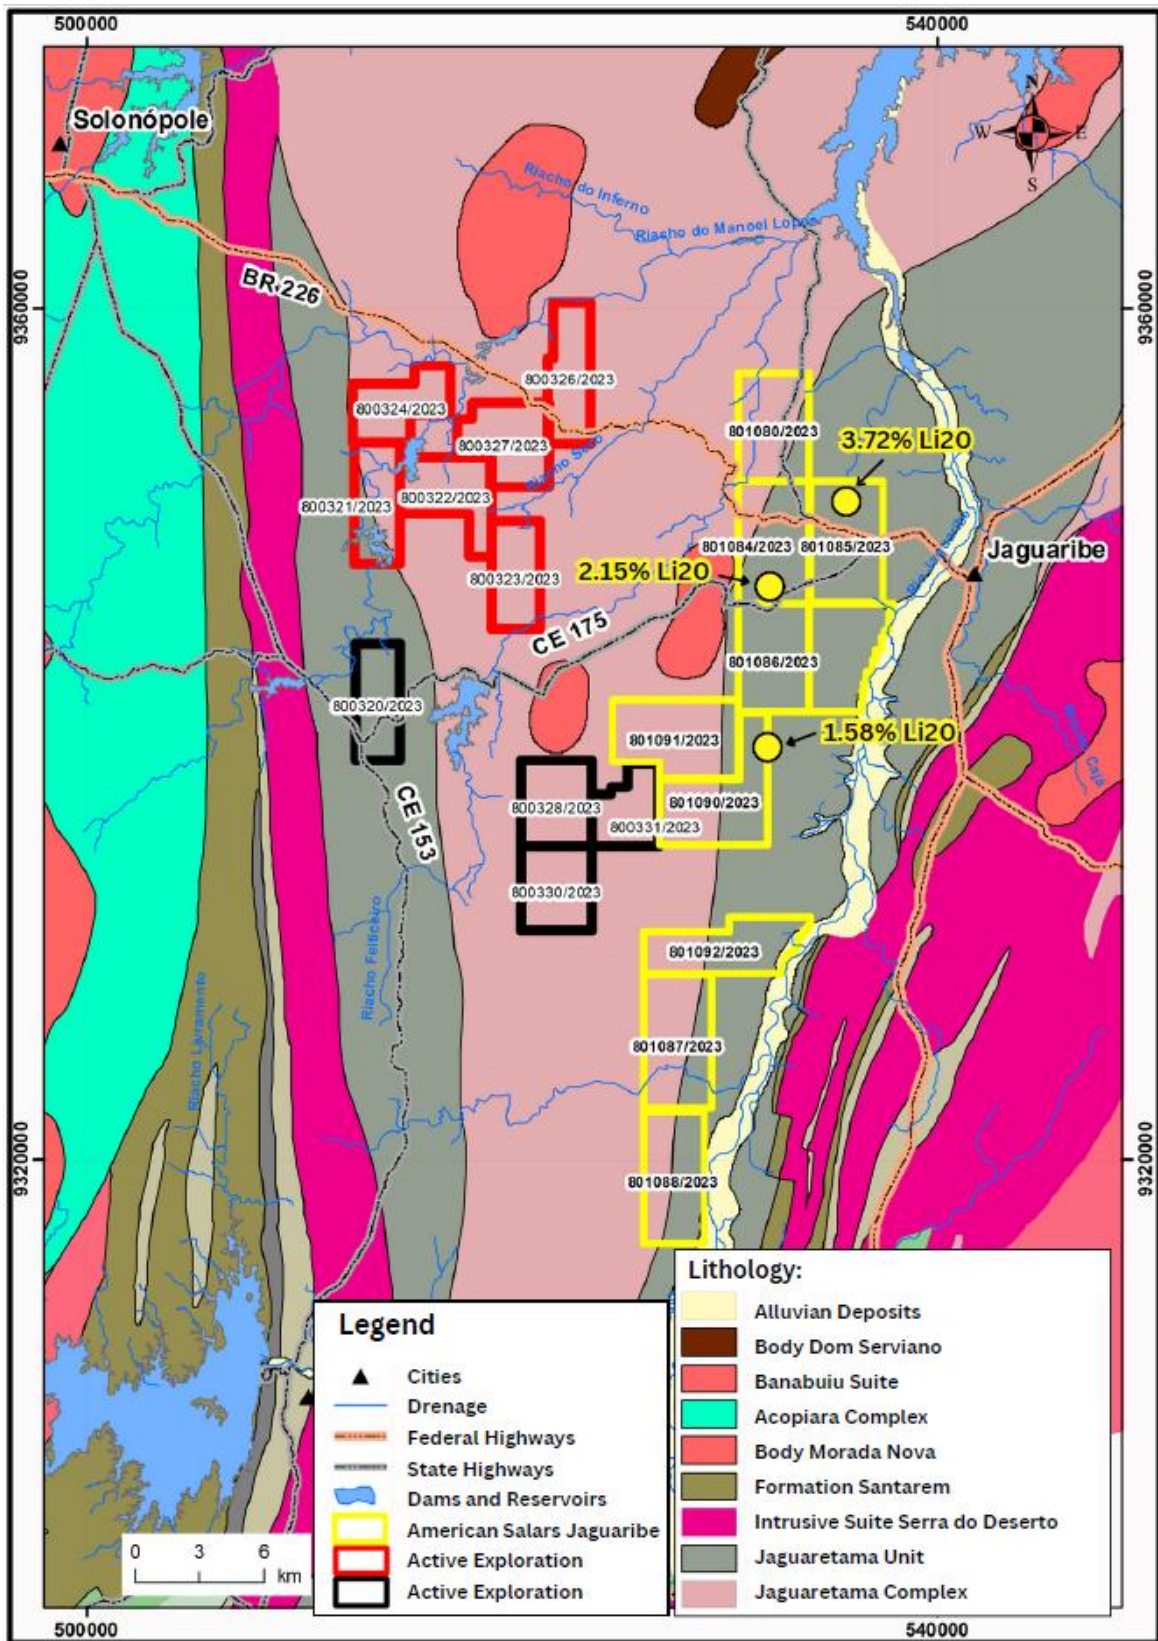 500000
540000
N
W
E
S
Solonópole
Riacho do Inferno
Riacho do Manoel Lopes
BR 226
9360000
9360000
800326/2023
800324/2023
800327/2023
801080/2023
3.72% Li2O
Riacho Seco
800321/2023
800322/2023
801084/2023
801085/2023
Jaguaribe
2.15% Li2O
800323/2023
CE 175
801086/2023
800320/2023
801091/2023
1.58% Li2O
Riacho Cajá
CE 153
800328/2023
801090/2023
800331/2023
800330/2023
Riacho Feiticeiro
801092/2023
Riacho Livramento
801087/2023
9320000
9320000
801088/2023
Legend
Cities
Drenage
Federal Highways
State Highways
Dams and Reservoirs
American Salars Jaguaribe
Active Exploration
Active Exploration
Lithology:
Alluvian Deposits
Body Dom Serviano
Banabuiu Suite
Acopiara Complex
Body Morada Nova
Formation Santarem
Intrusive Suite Serra do Deserto
Jaguaretama Unit
Jaguaretama Complex
0 3 6
km
500000
540000